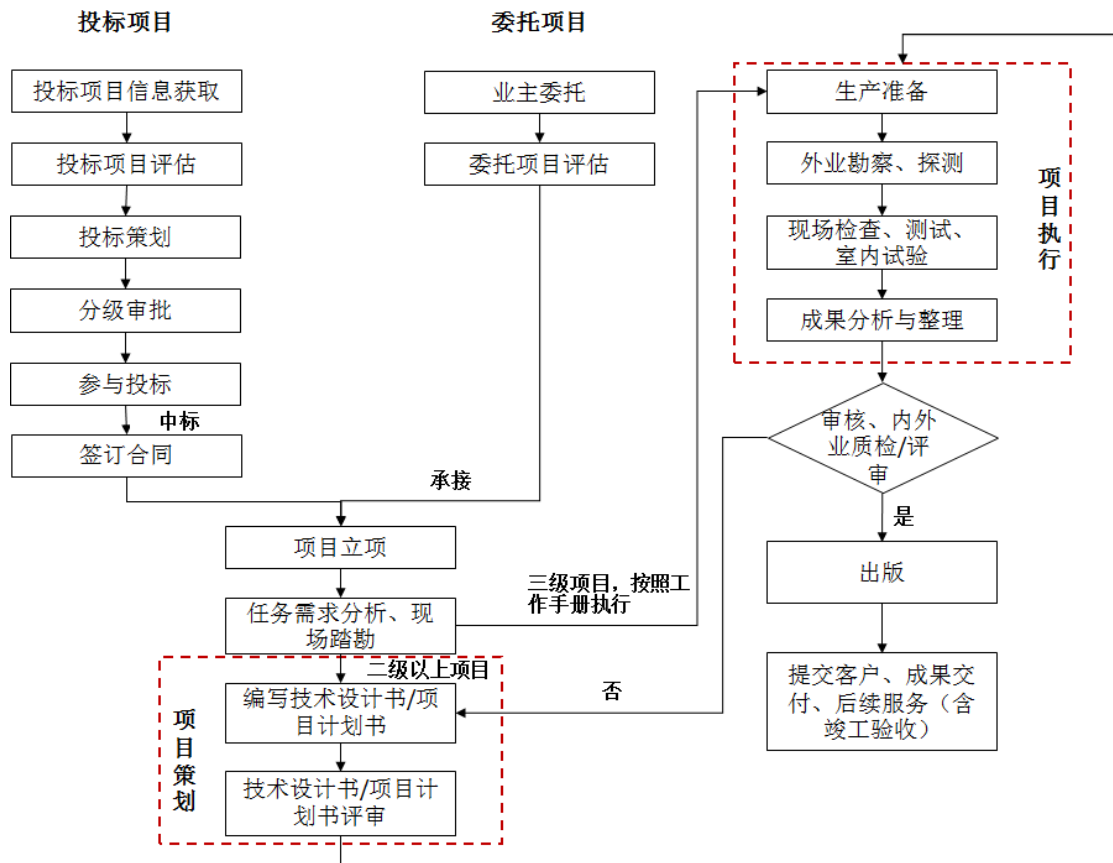 投标项目
委托项目
投标项目信息获取
投标项目评估
投标策划
分级审批
参与投标
中标
签订合同
业主委托
委托项目评估
承接
项目立项
任务需求分析、现
场踏勘
三级项目，按照工
作手册执行
二级以上项目
项目策划
编写技术设计书/项
目计划书
技术设计书/项目计
划书评审
生产准备
外业勘察、探测
现场检查、测试、
室内试验
成果分析与整理
项目执行
审核、内外
业质检/评
审
否
是
出版
提交客户、成果交
付、后续服务（含
竣工验收）